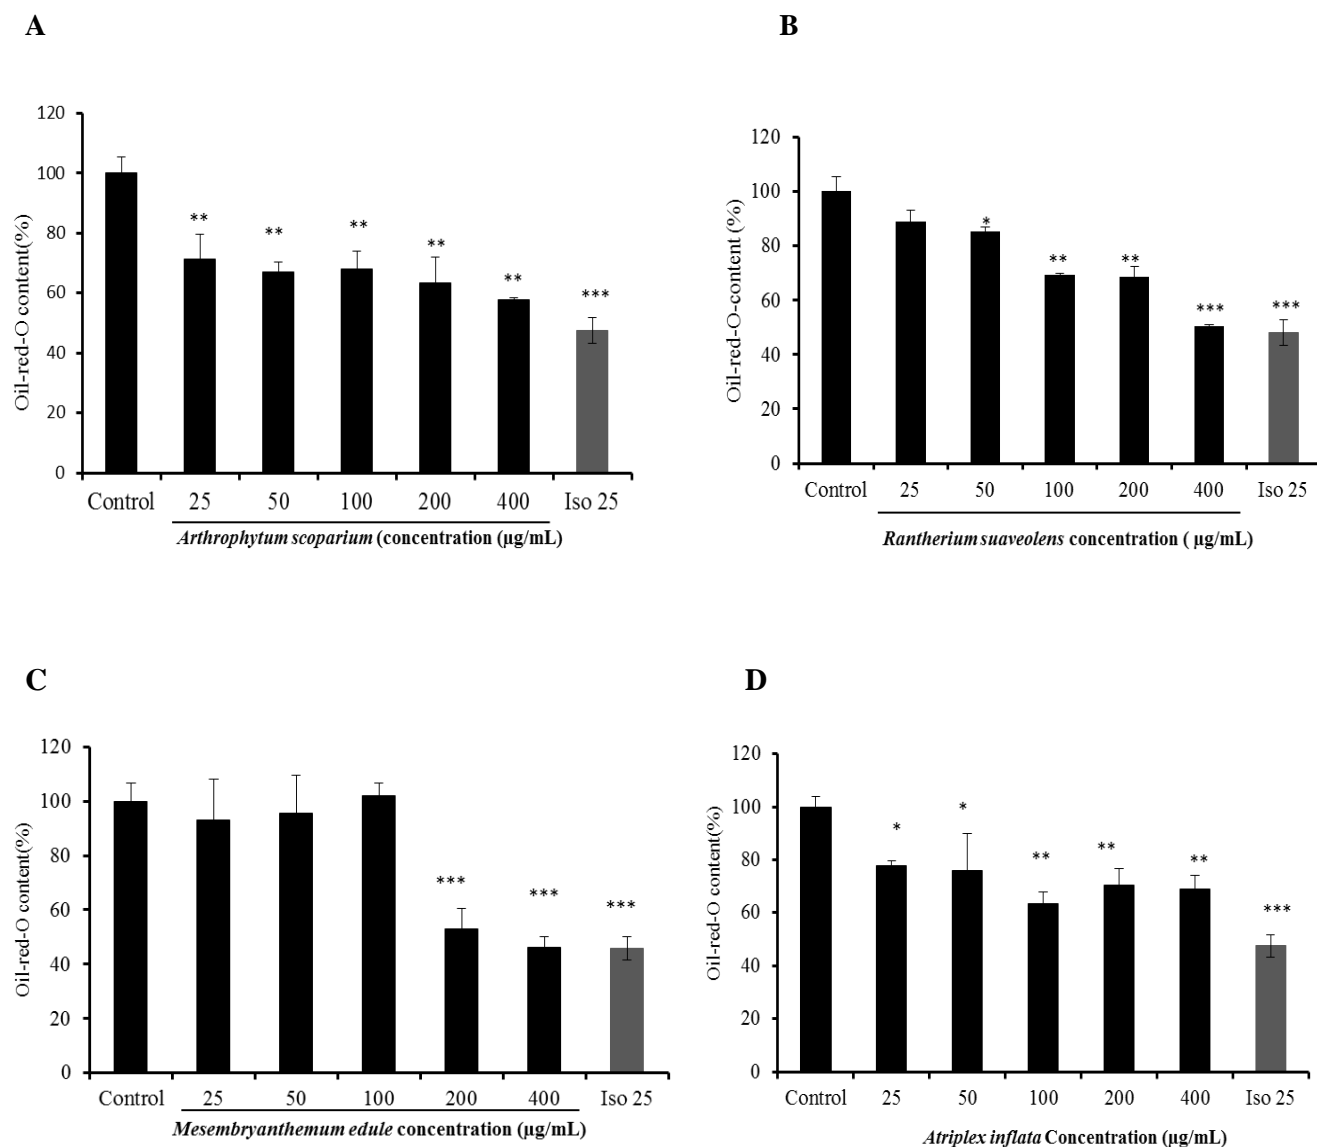 A
120
100
80
60
40
20
0
Oil-red-O content(%)
** ** ** ** ** ***
Control 25 50 100 200 400 Iso 25
Arthrophytum scoparium (concentration (µg/mL)
B
120
100
80
60
40
20
0
Oil-red-O-content (%)
* ** ** *** ***
Control 25 50 100 200 400 Iso 25
Rantherium suaveolens concentration ( µg/mL)
C
120
100
80
60
40
20
0
Oil-red-O content(%)
*** *** ***
Control 25 50 100 200 400 Iso 25
Mesembryanthemum edule concentration (µg/mL)
D
120
100
80
60
40
20
0
Oil-red-O content(%)
* * ** ** ** ***
Control 25 50 100 200 400 Iso 25
Atriplex inflata Concentration (µg/mL)